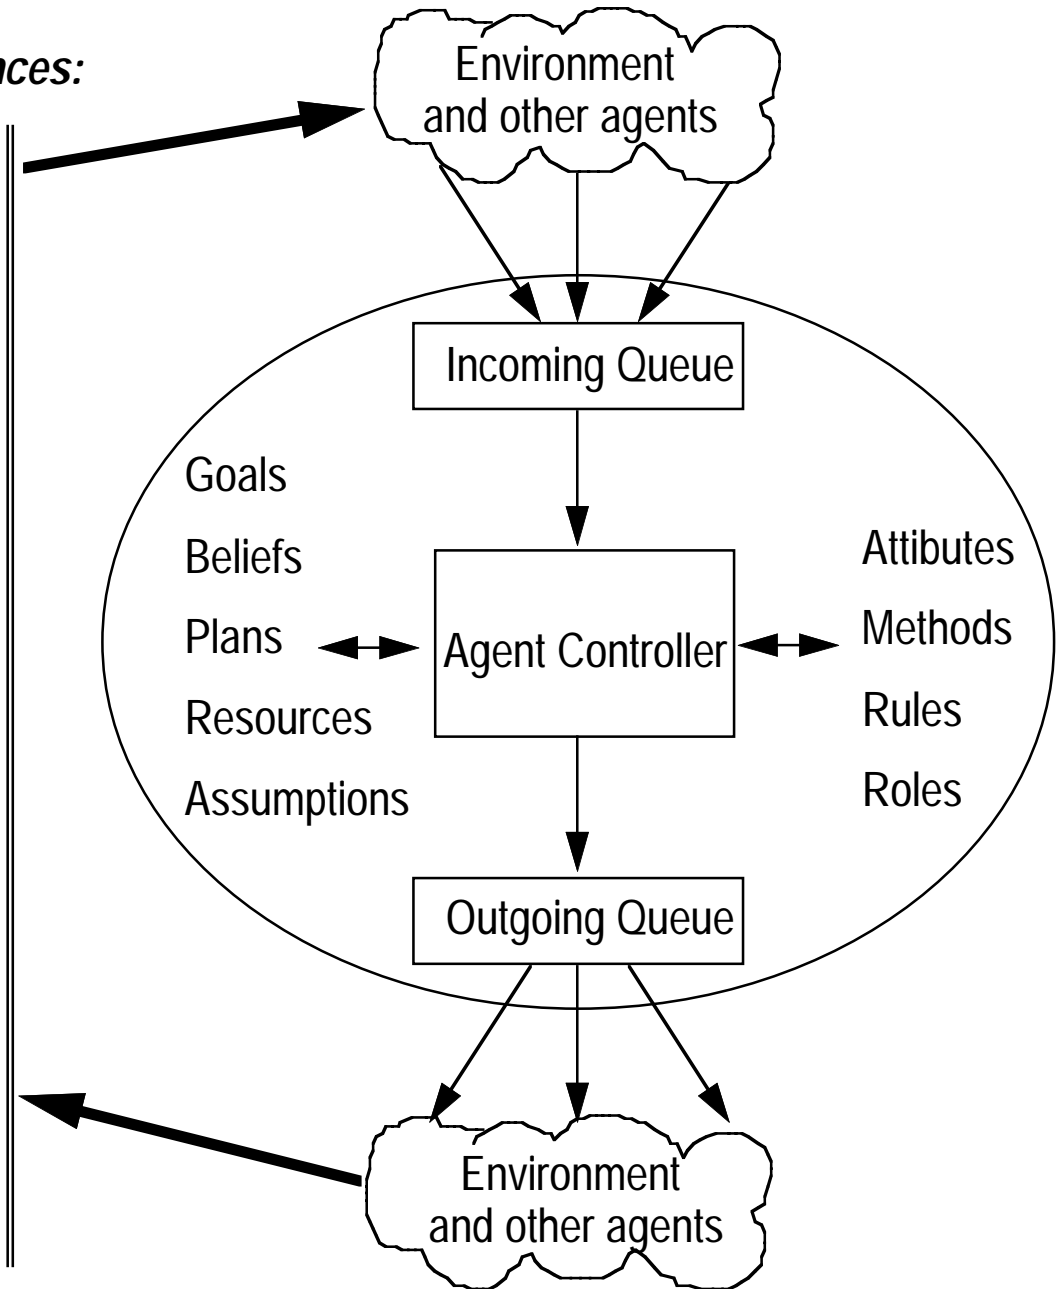 nces:
Environment
and other agents
Incoming Queue
Goals
Beliefs
Plans
Resources
Assumptions
Agent Controller
Attibutes
Methods
Rules
Roles
Outgoing Queue
Environment
and other agents